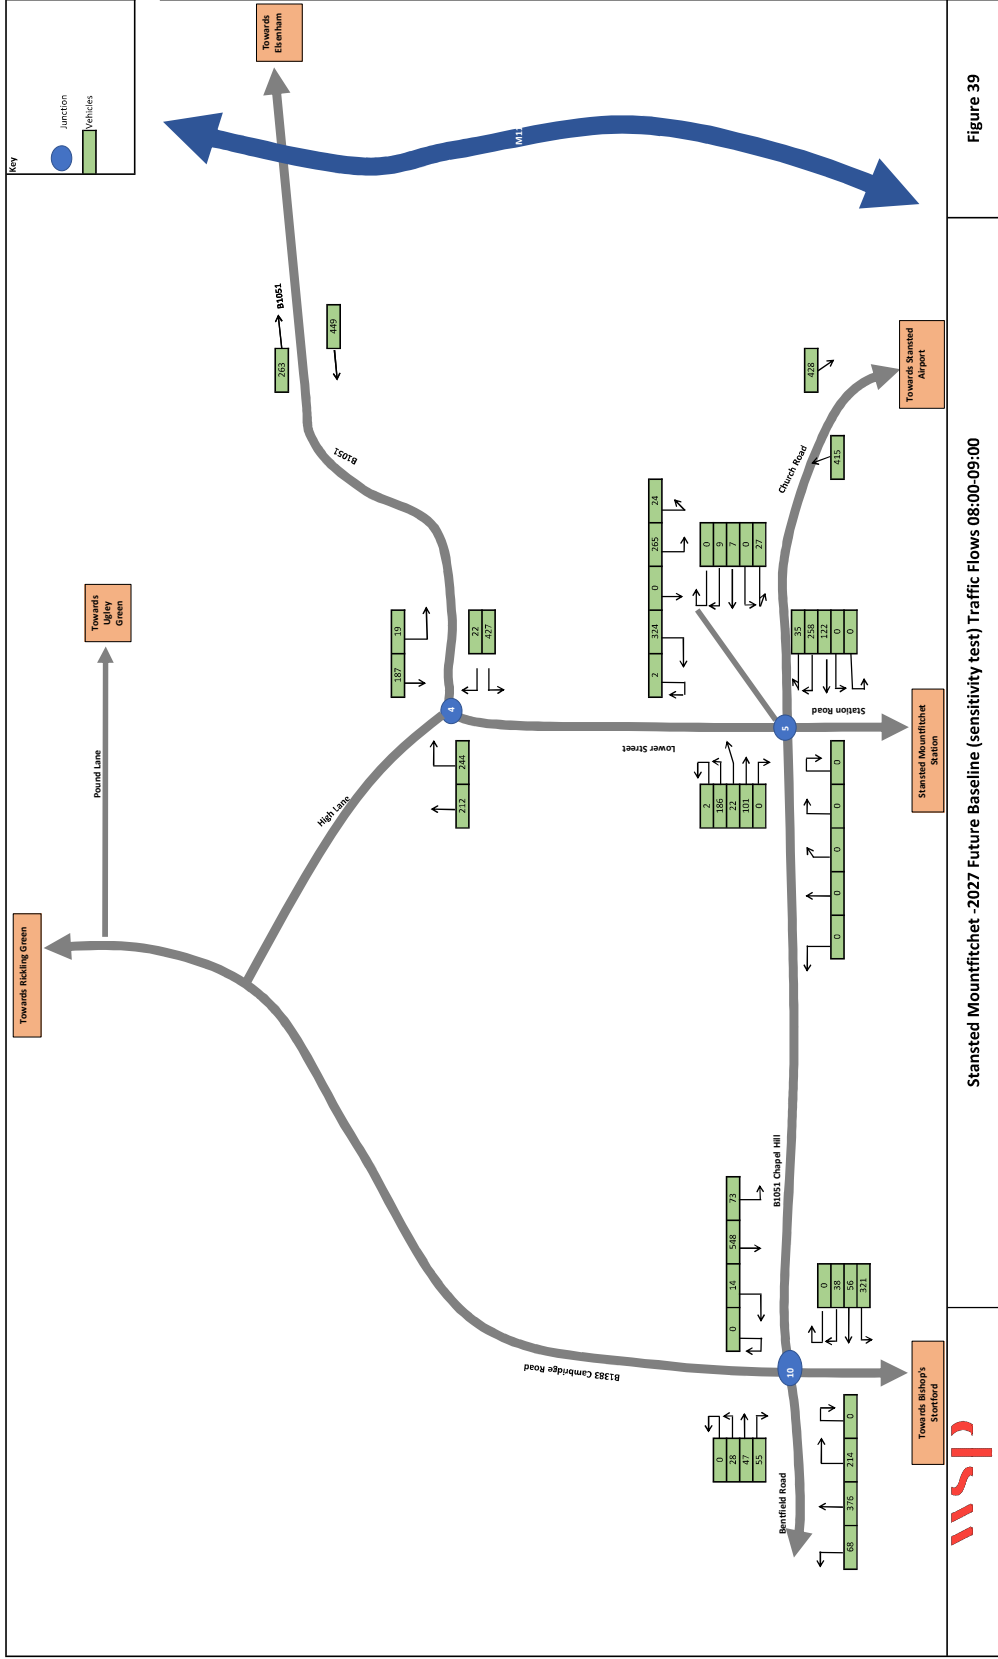 Towards Rickling Green
Key
Junction
Vehicles
Pound Lane
Towards
Ugley
Green
Towards
Elsenham
263
B1051
449
B1051
High Lane
187 19
4
212 244
22
427
M11
B1383 Cambridge Road
Lower Street
2 324 0 265 24
0
9
7
0
27
2
186
22
101
0
0 14 548 73
0
28
47
55
B1051 Chapel Hill
Bentfield Road
10
5
Church Road
428
415
35
258
122
0
0
Station Road
0 0 0 0 0
0
38
56
321
68 376 214 0
Towards Bishop's
Stortford
Stansted Mountfitchet
Station
Towards Stansted
Airport
Stansted Mountfitchet -2027 Future Baseline (sensitivity test) Traffic Flows 08:00-09:00
Figure 39